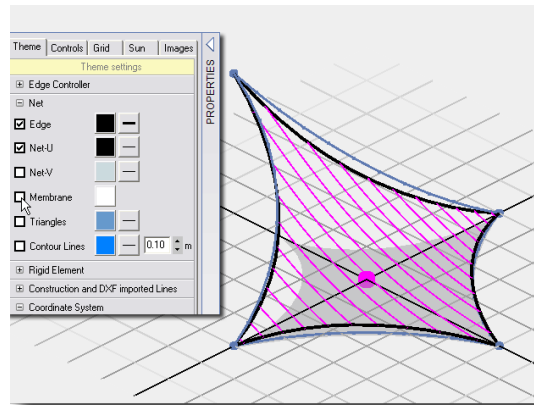 Theme Controls Grid Sun Images
Theme settings
Edge Controller
Net
Edge
Net-U
Net-V
Membrane
Triangles
Contour Lines 0.10 m
Rigid Element
Construction and DXF imported Lines
Coordinate System
PROPERTIES